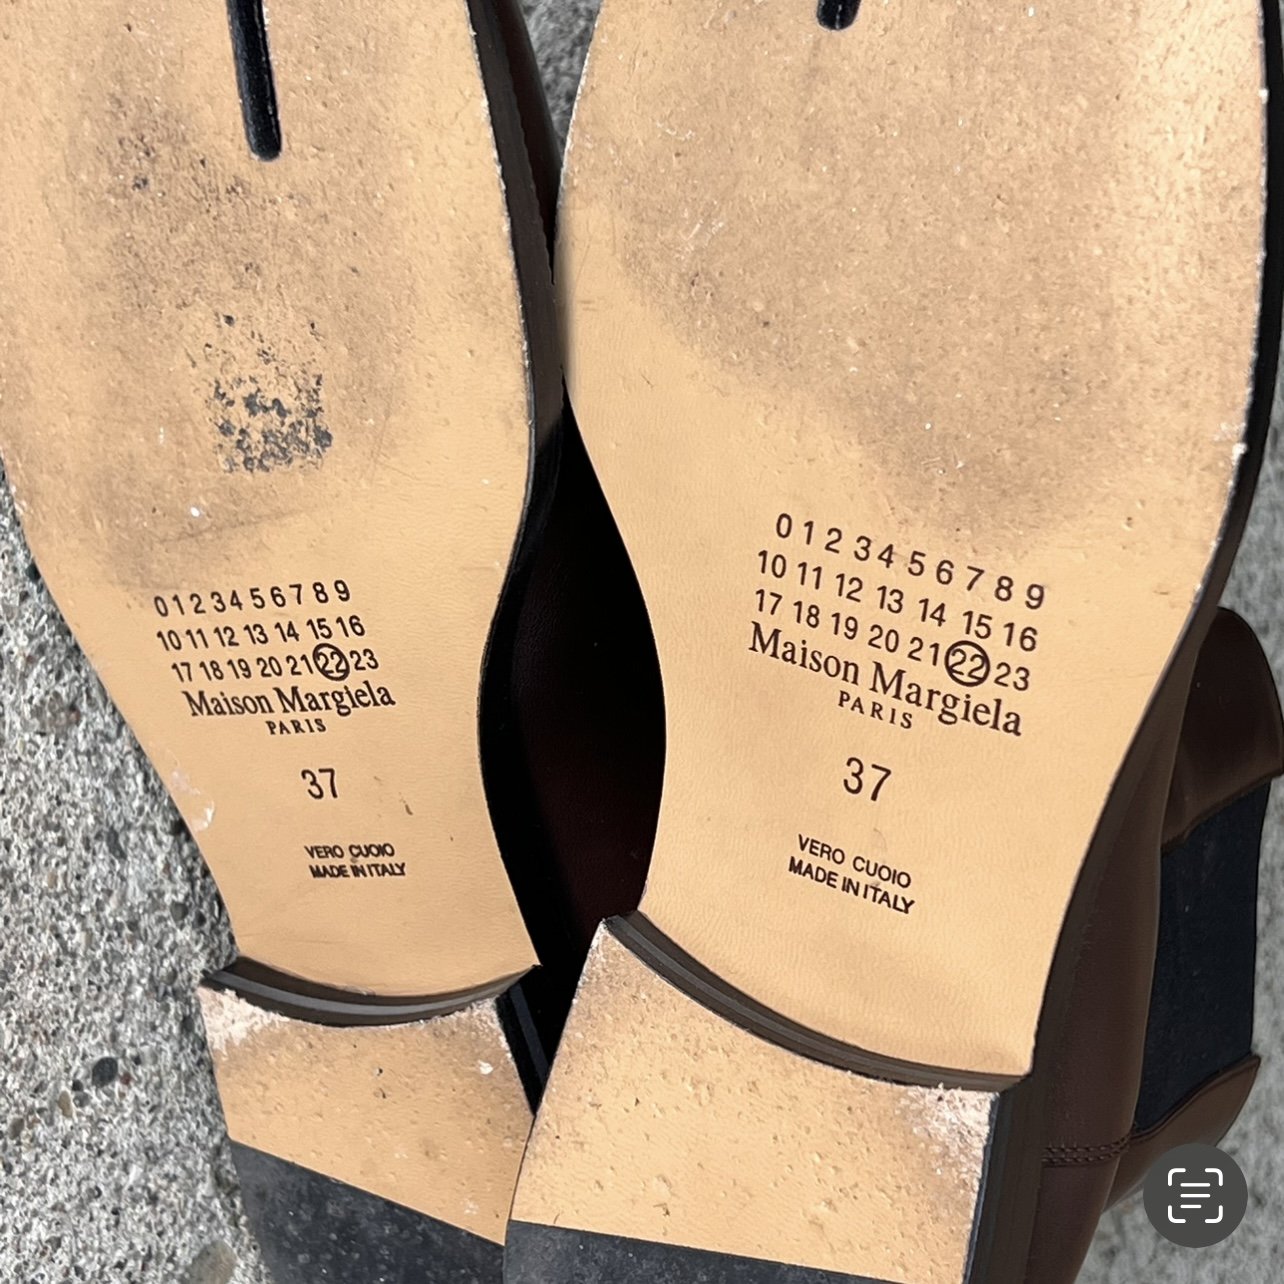 0 1 2 3 4 5 6 7 8 9
10 11 12 13 14 15 16
17 18 19 20 21 22 23
Maison Margiela
PARIS
37
VERO CUOIO
MADE IN ITALY
0 1 2 3 4 5 6 7 8 9
10 11 12 13 14 15 16
17 18 19 20 21 22 23
Maison Margiela
PARIS
37
VERO CUOIO
MADE IN ITALY